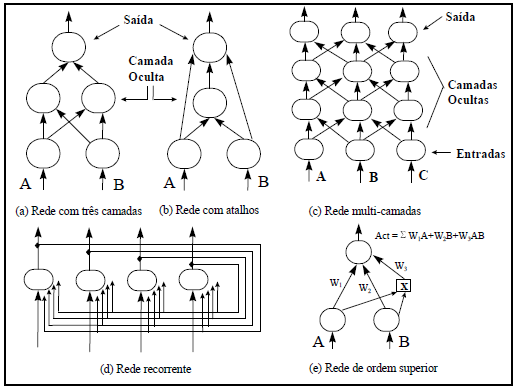 Saída
Saída
Camada
Oculta
Camadas
Ocultas
Entradas
A B A B
A B C
(a) Rede com três camadas (b) Rede com atalhos (c) Rede multi-camadas
Act = Σ W₁A+W₂B+W₃AB
W₃
W₁ W₂ X
A B
(d) Rede recorrente (e) Rede de ordem superior